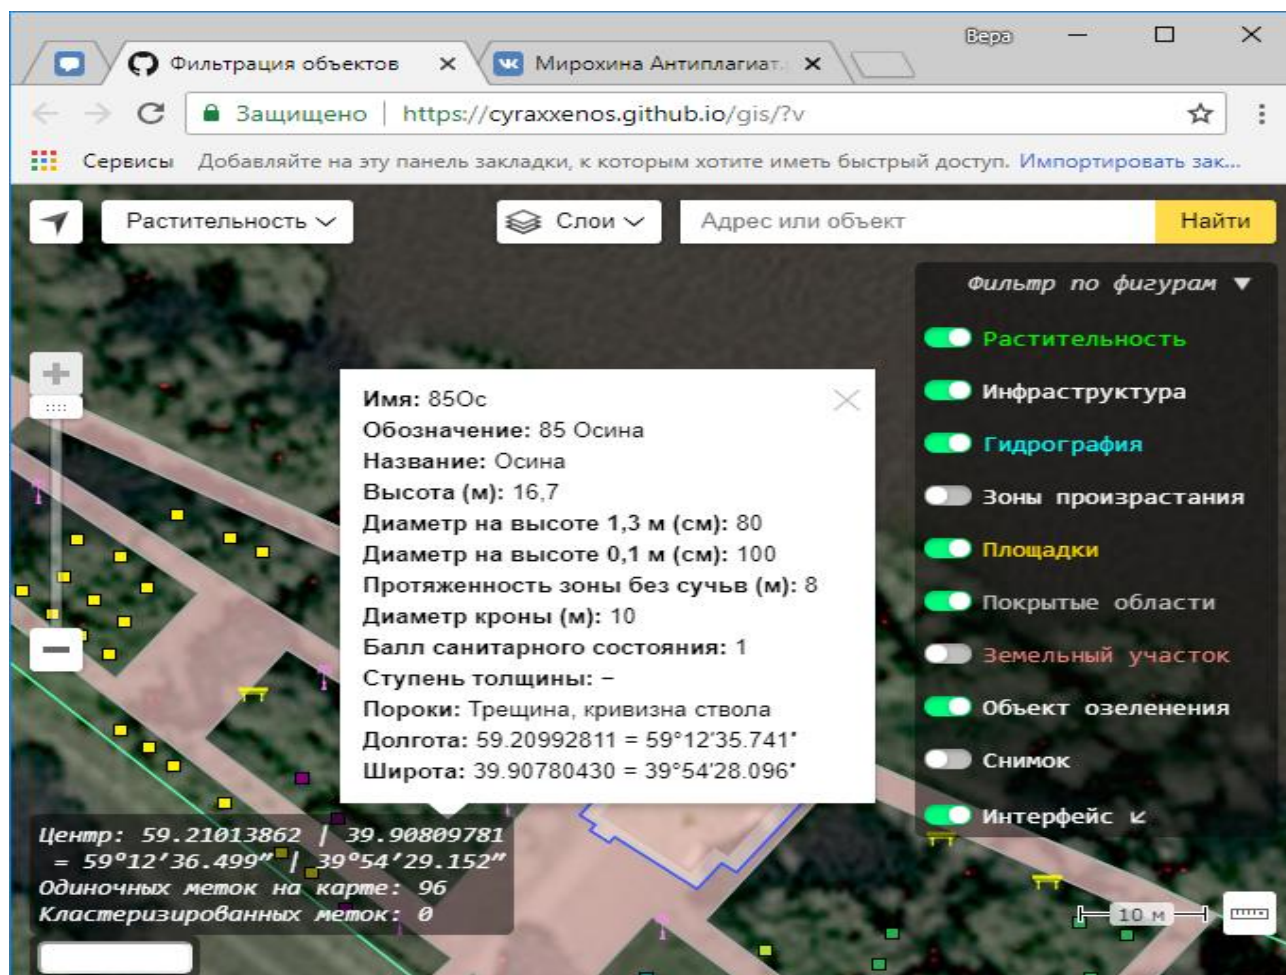 Вера
Фильтрация объектов
Мирохина Антиплагиат.
Защищено
https://cyraxxenos.github.io/gis/?v
Сервисы
Добавляйте на эту панель закладки, к которым хотите иметь быстрый доступ. Импортировать зак...
Растительность
Слои
Адрес или объект
Найти
Фильтр по фигурам
Растительность
Инфраструктура
Гидрография
Зоны произрастания
Площадки
Покрытые области
Земельный участок
Объект озеленения
Снимок
Интерфейс
Имя: 85Ос
Обозначение: 85 Осина
Название: Осина
Высота (м): 16,7
Диаметр на высоте 1,3 м (см): 80
Диаметр на высоте 0,1 м (см): 100
Протяженность зоны без сучьв (м): 8
Диаметр кроны (м): 10
Балл санитарного состояния: 1
Ступень толщины: –
Пороки: Трещина, кривизна ствола
Долгота: 59.20992811 = 59°12'35.741"
Широта: 39.90780430 = 39°54'28.096"
Центр: 59.21013862 | 39.90809781
= 59°12’36.499” | 39°54’29.152”
Одиночных меток на карте: 96
Кластеризированных меток: 0
10 м